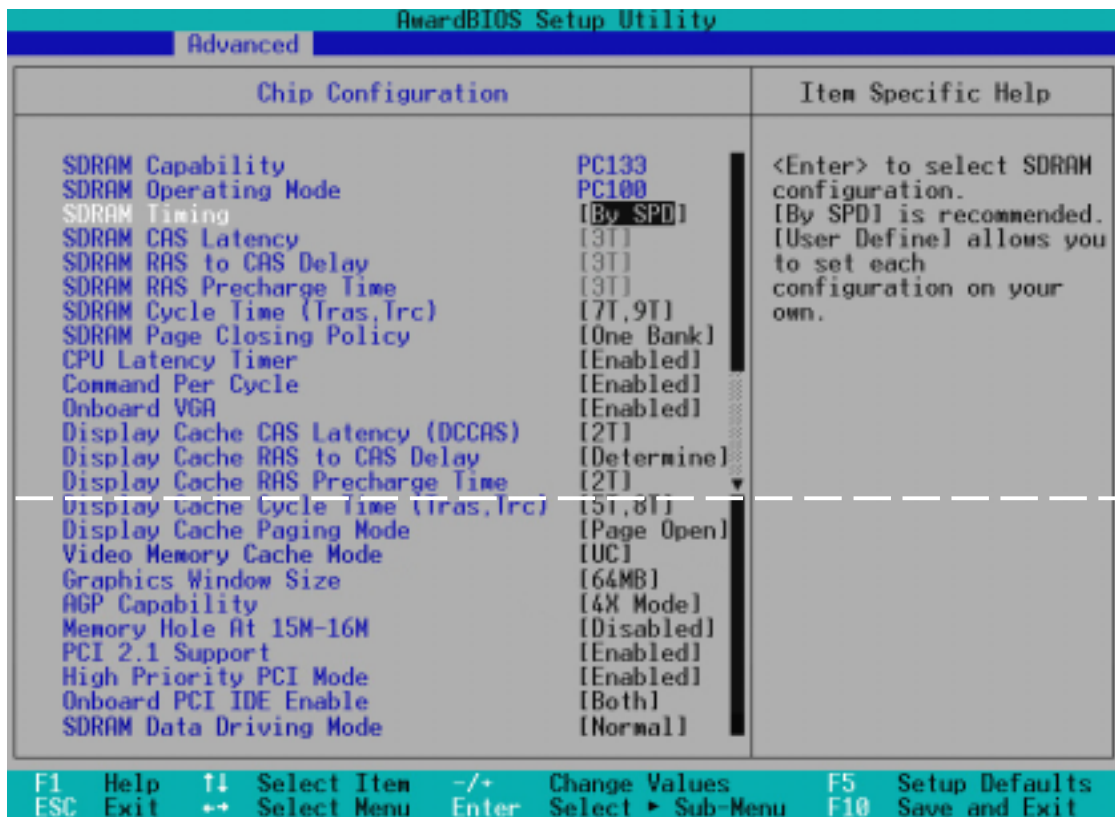 AwardBIOS Setup Utility
Advanced
Chip Configuration
Item Specific Help
SDRAM Capability PC133
SDRAM Operating Mode PC100
SDRAM Timing [By SPD]
SDRAM CAS Latency [3T]
SDRAM RAS to CAS Delay [3T]
SDRAM RAS Precharge Time [3T]
SDRAM Cycle Time (Tras,Trc) [7T,9T]
SDRAM Page Closing Policy [One Bank]
CPU Latency Timer [Enabled]
Command Per Cycle [Enabled]
Onboard VGA [Enabled]
Display Cache CAS Latency (DCCAS) [2T]
Display Cache RAS to CAS Delay [Determine]
Display Cache RAS Precharge Time [2T]
Display Cache Cycle Time (Tras,Trc) [5T,8T]
Display Cache Paging Mode [Page Open]
Video Memory Cache Mode [UC]
Graphics Window Size [64MB]
AGP Capability [4X Mode]
Memory Hole At 15M-16M [Disabled]
PCI 2.1 Support [Enabled]
High Priority PCI Mode [Enabled]
Onboard PCI IDE Enable [Both]
SDRAM Data Driving Mode [Normal]
<Enter> to select SDRAM
configuration.
[By SPD] is recommended.
[User Define] allows you
to set each
configuration on your
own.
F1 Help ↑↓ Select Item -/+ Change Values F5 Setup Defaults
ESC Exit ←→ Select Menu Enter Select ► Sub-Menu F10 Save and Exit